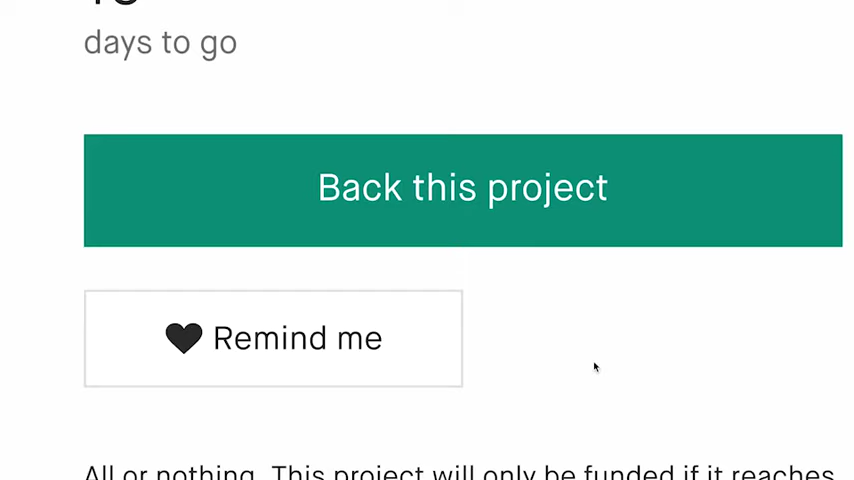 days to go
Back this project
Remind me
All or nothing. This project will only be funded if it reaches